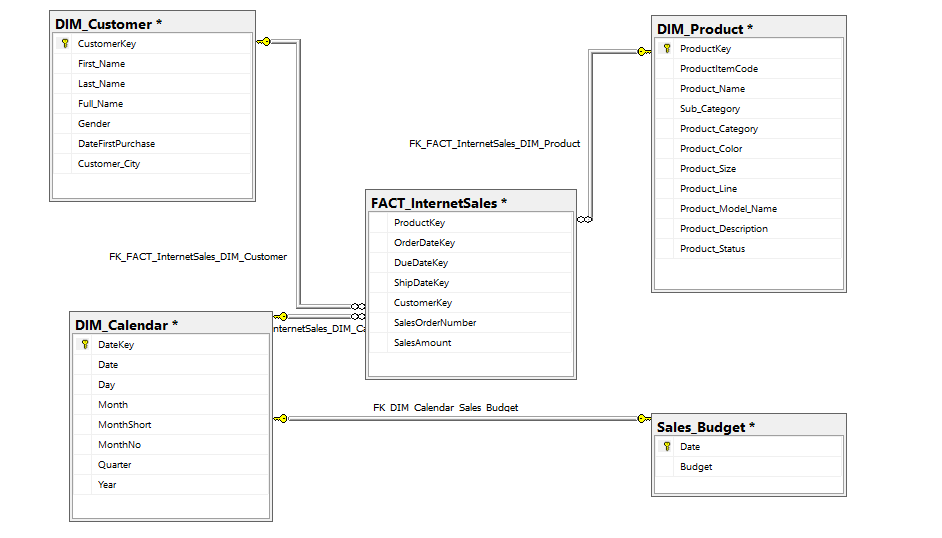 DIM_Customer *
CustomerKey
First_Name
Last_Name
Full_Name
Gender
DateFirstPurchase
Customer_City
DIM_Product *
ProductKey
ProductItemCode
Product_Name
Sub_Category
Product_Category
Product_Color
Product_Size
Product_Line
Product_Model_Name
Product_Description
Product_Status
FK_FACT_InternetSales_DIM_Product
FACT_InternetSales *
ProductKey
OrderDateKey
DueDateKey
ShipDateKey
CustomerKey
SalesOrderNumber
SalesAmount
FK_FACT_InternetSales_DIM_Customer
DIM_Calendar *
DateKey
Date
Day
Month
MonthShort
MonthNo
Quarter
Year
nternetSales_DIM_Ca
FK_DIM_Calendar_Sales_Budget
Sales_Budget *
Date
Budget